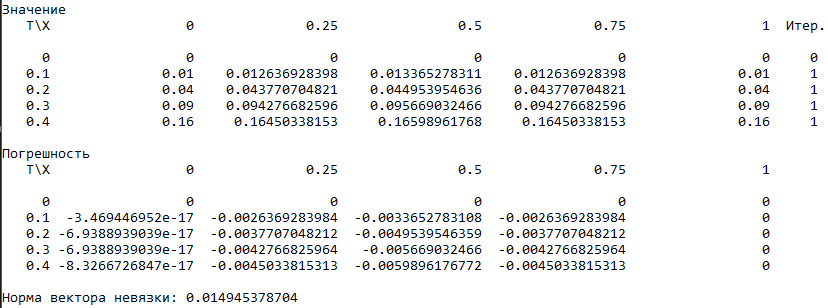 Значение
T\X 0 0.25 0.5 0.75 1 Итер.
0 0 0 0 0 0 0
0.1 0.01 0.012636928398 0.013365278311 0.012636928398 0.01 1
0.2 0.04 0.043770704821 0.044953954636 0.043770704821 0.04 1
0.3 0.09 0.094276682596 0.095669032466 0.094276682596 0.09 1
0.4 0.16 0.16450338153 0.16598961768 0.16450338153 0.16 1
Погрешность
T\X 0 0.25 0.5 0.75 1
0 0 0 0 0 0
0.1 -3.469446952e-17 -0.0026369283984 -0.0033652783108 -0.0026369283984 0
0.2 -6.9388939039e-17 -0.0037707048212 -0.0049539546359 -0.0037707048212 0
0.3 -6.9388939039e-17 -0.0042766825964 -0.005669032466 -0.0042766825964 0
0.4 -8.3266726847e-17 -0.0045033815313 -0.0059896176772 -0.0045033815313 0
Норма вектора невязки: 0.014945378704